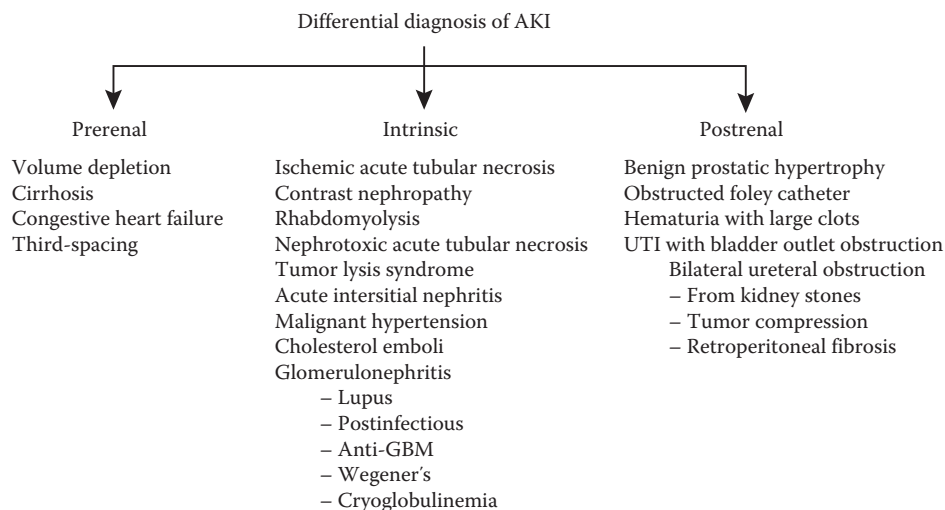 Differential diagnosis of AKI
Prerenal
Volume depletion
Cirrhosis
Congestive heart failure
Third-spacing
Intrinsic
Ischemic acute tubular necrosis
Contrast nephropathy
Rhabdomyolysis
Nephrotoxic acute tubular necrosis
Tumor lysis syndrome
Acute intersitial nephritis
Malignant hypertension
Cholesterol emboli
Glomerulonephritis
– Lupus
– Postinfectious
– Anti-GBM
– Wegener's
– Cryoglobulinemia
Postrenal
Benign prostatic hypertrophy
Obstructed foley catheter
Hematuria with large clots
UTI with bladder outlet obstruction
Bilateral ureteral obstruction
– From kidney stones
– Tumor compression
– Retroperitoneal fibrosis